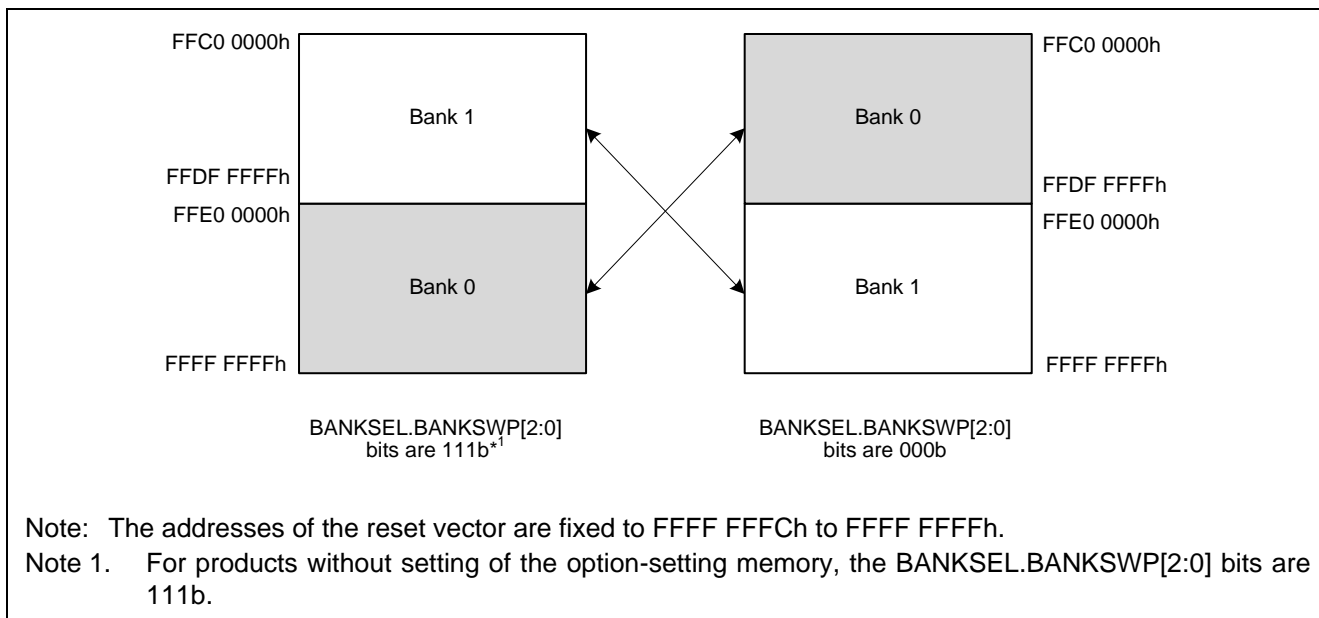 FFC0 0000h
Bank 1
FFDF FFFFh
FFE0 0000h
Bank 0
FFFF FFFFh
BANKSEL.BANKSWP[2:0]
bits are 111b*1
FFC0 0000h
Bank 0
FFDF FFFFh
FFE0 0000h
Bank 1
FFFF FFFFh
BANKSEL.BANKSWP[2:0]
bits are 000b
Note: The addresses of the reset vector are fixed to FFFF FFFCh to FFFF FFFFh.
Note 1. For products without setting of the option-setting memory, the BANKSEL.BANKSWP[2:0] bits are
111b.